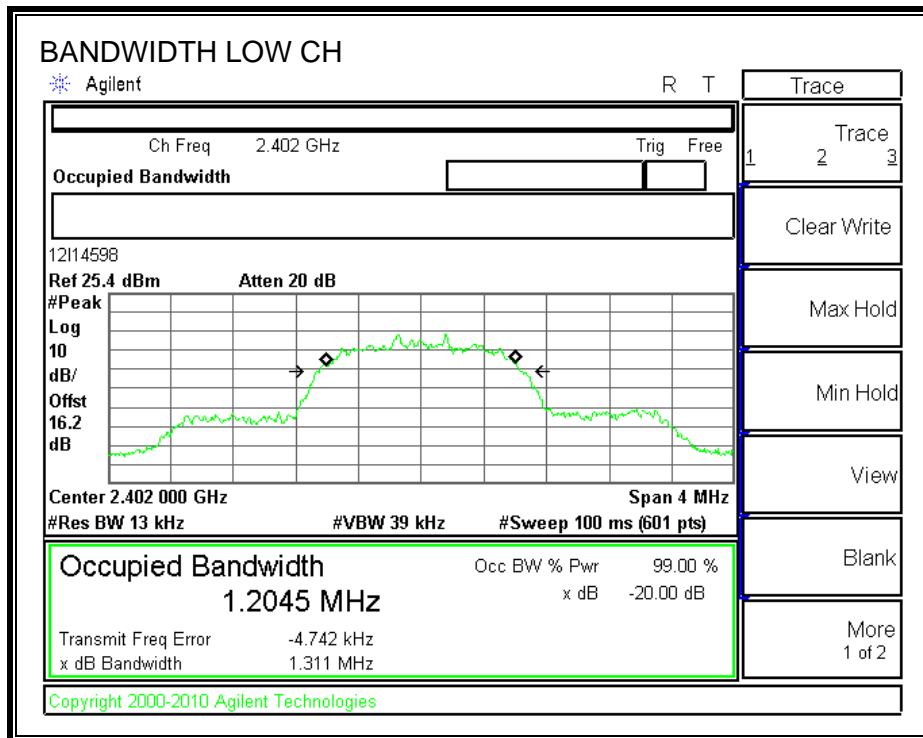 BANDWIDTH LOW CH
Agilent R T
Ch Freq 2.402 GHz Trig Free
Occupied Bandwidth
12I14598
Ref 25.4 dBm Atten 20 dB
#Peak
Log
10
dB/
Offst
16.2
dB
Center 2.402 000 GHz Span 4 MHz
#Res BW 13 kHz #VBW 39 kHz #Sweep 100 ms (601 pts)
Occupied Bandwidth
1.2045 MHz
Occ BW % Pwr 99.00 %
x dB -20.00 dB
Transmit Freq Error -4.742 kHz
x dB Bandwidth 1.311 MHz
Copyright 2000-2010 Agilent Technologies
Trace
Trace
1 2 3
Clear Write
Max Hold
Min Hold
View
Blank
More
1 of 2